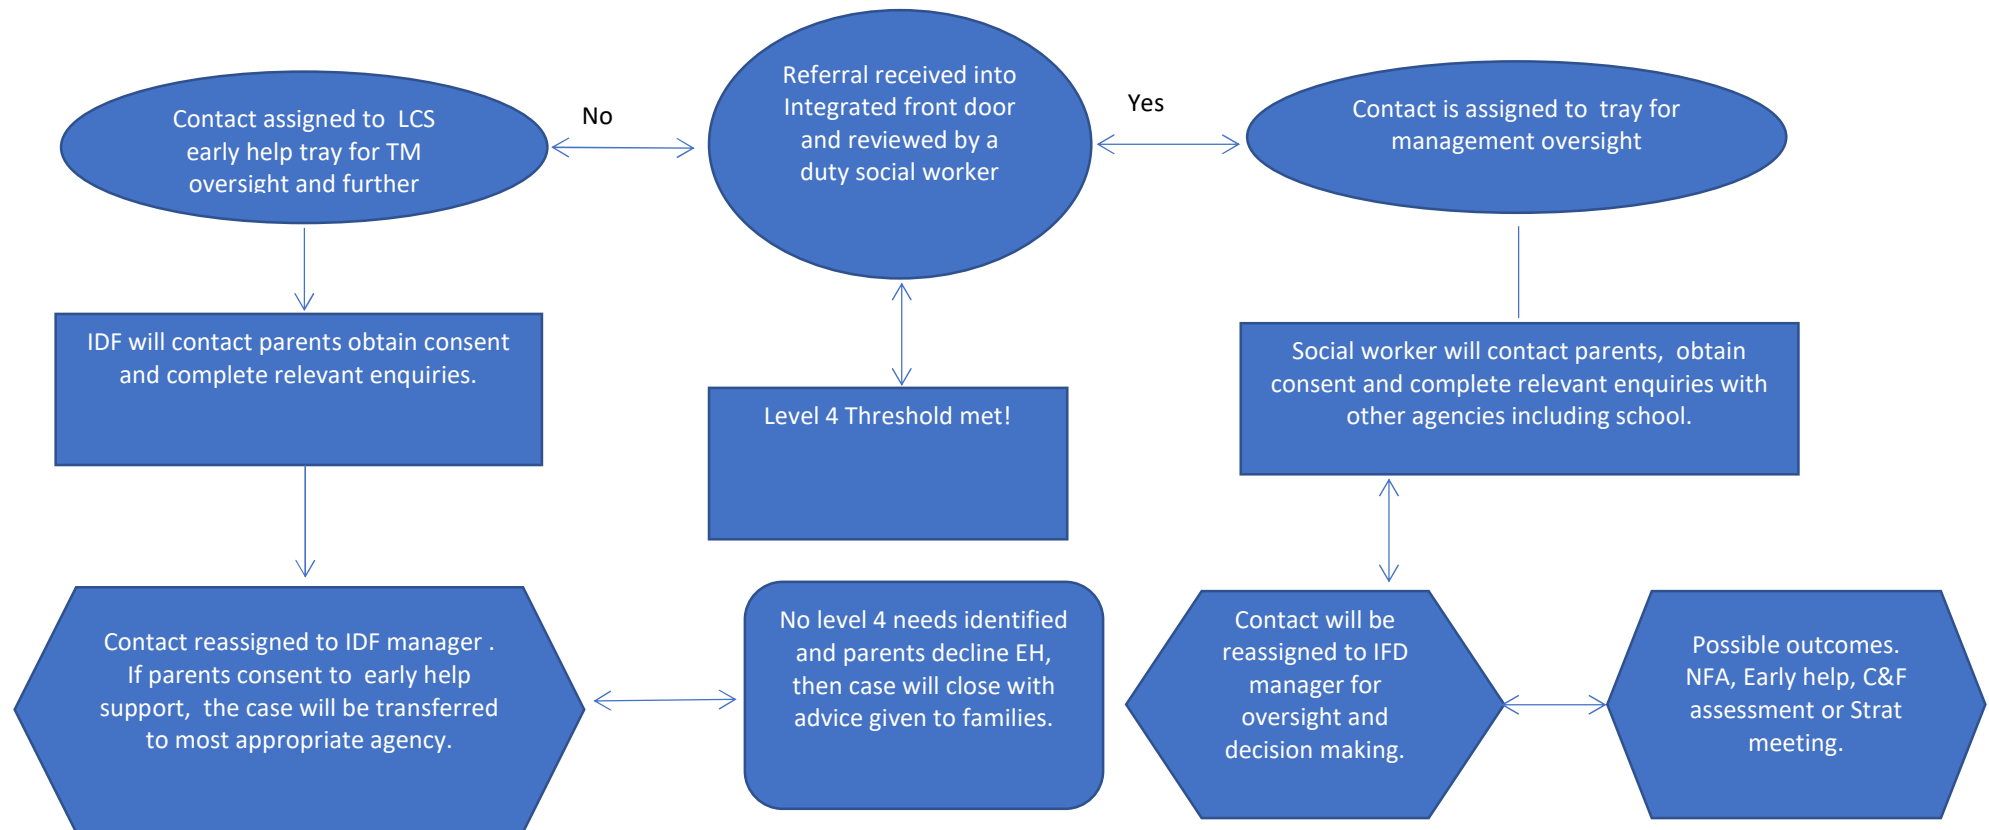 Contact assigned to LCS
early help tray for TM
oversight and further
No
Referral received into
Integrated front door
and reviewed by a
duty social worker
Yes
Contact is assigned to tray for
management oversight
IDF will contact parents obtain consent
and complete relevant enquiries.
Level 4 Threshold met!
Social worker will contact parents, obtain
consent and complete relevant enquiries with
other agencies including school.
Contact reassigned to IDF manager .
If parents consent to early help
support, the case will be transferred
to most appropriate agency.
No level 4 needs identified
and parents decline EH,
then case will close with
advice given to families.
Contact will be
reassigned to IFD
manager for
oversight and
decision making.
Possible outcomes.
NFA, Early help, C&F
assessment or Strat
meeting.